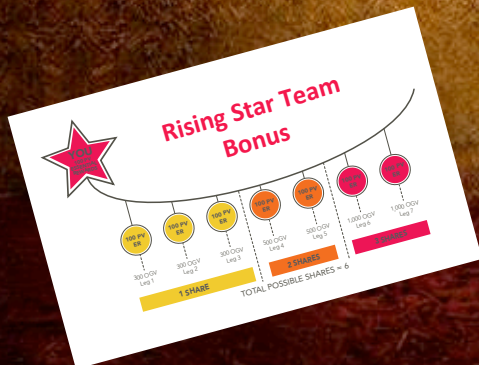 Rising Star Team
Bonus
YOU
100 PV
ER
100 PV
ER
100 PV
ER
100 PV
ER
100 PV
ER
300 OGV
Leg 1
300 OGV
Leg 2
300 OGV
Leg 3
500 OGV
Leg 4
500 OGV
Leg 5
1,000 OGV
Leg 6
1,000 OGV
Leg 7
1 SHARE
2 SHARES
TOTAL POSSIBLE SHARES = 6